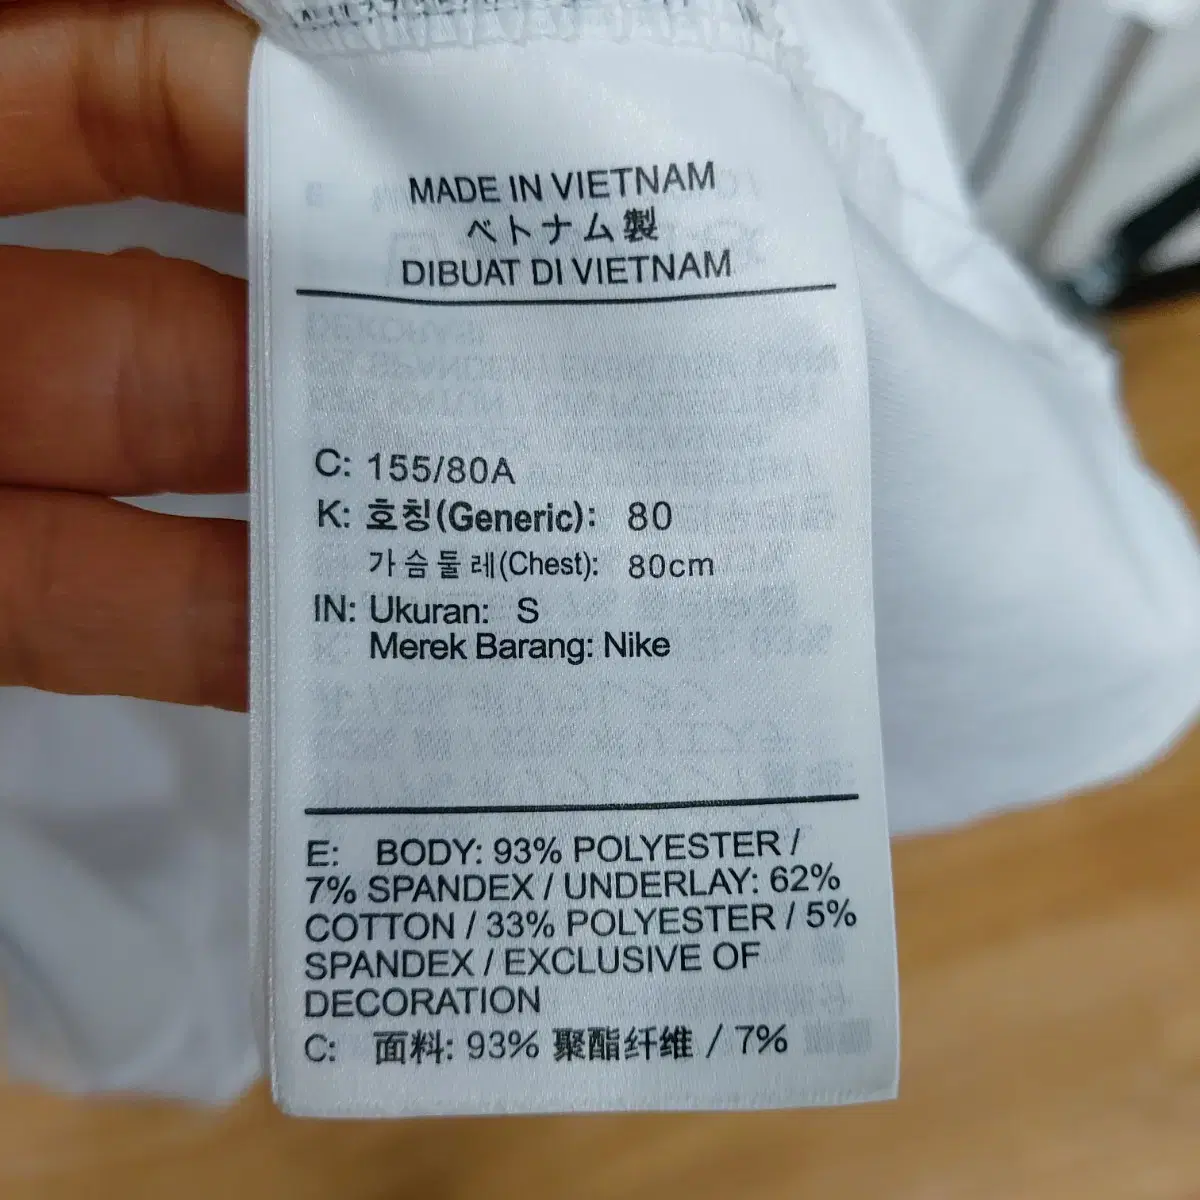 MADE IN VIETNAM
ベトナム製
DIBUAT DI VIETNAM
C: 155/80A
K: 호칭(Generic): 80
가슴둘레(Chest): 80cm
IN: Ukuran: S
Merek Barang: Nike
E: BODY: 93% POLYESTER /
7% SPANDEX / UNDERLAY: 62%
COTTON / 33% POLYESTER / 5%
SPANDEX / EXCLUSIVE OF
DECORATION
C: 面料: 93% 聚酯纤维 / 7%